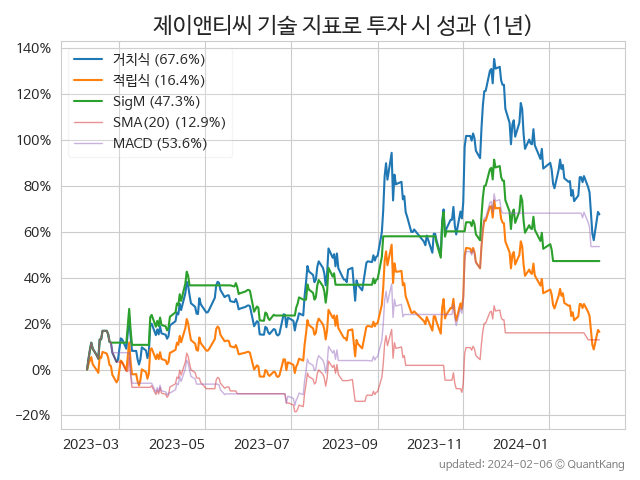 제이앤티씨 기술 지표로 투자 시 성과 (1년)
140%
120%
100%
80%
60%
40%
20%
0%
−20%
거치식 (67.6%)
적립식 (16.4%)
SigM (47.3%)
SMA(20) (12.9%)
MACD (53.6%)
2023-03 2023-05 2023-07 2023-09 2023-11 2024-01
updated: 2024-02-06 © QuantKang